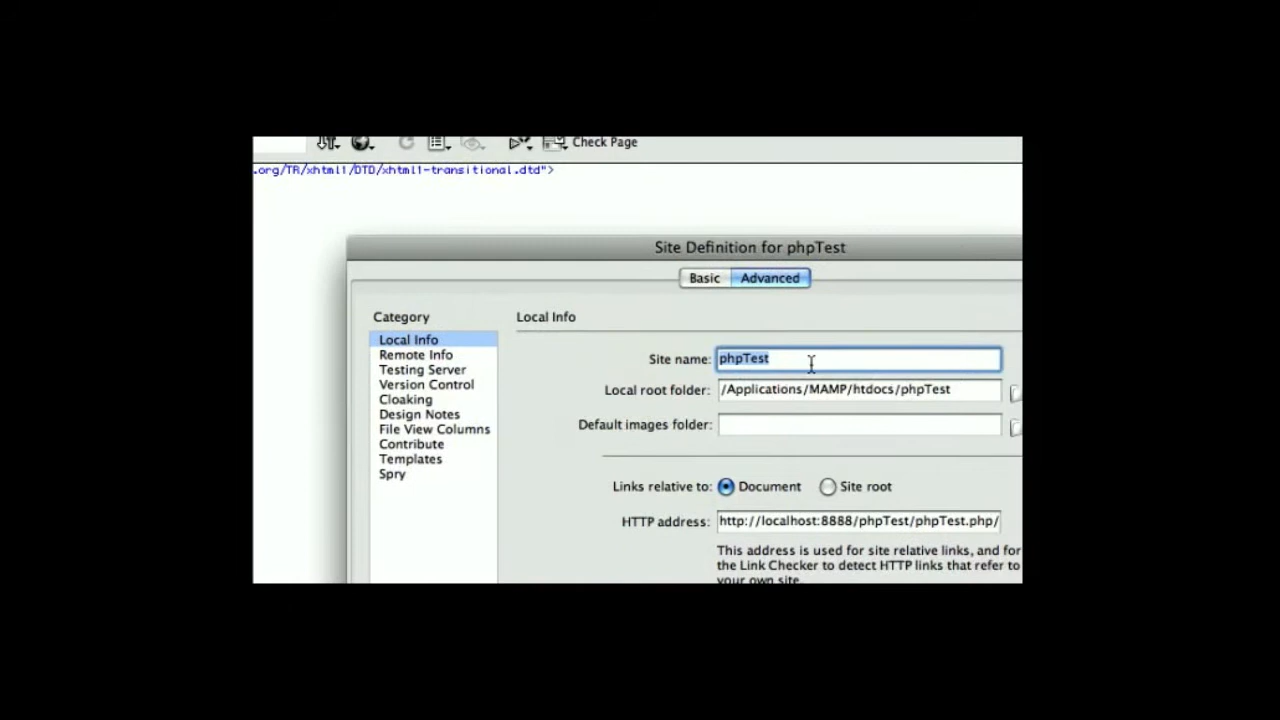 Check Page
.org/TR/xhtml1/DTD/xhtml1-transitional.dtd">
Site Definition for phpTest
Basic
Advanced
Category
Local Info
Remote Info
Testing Server
Version Control
Cloaking
Design Notes
File View Columns
Contribute
Templates
Spry
Local Info
Site name: phpTest
Local root folder: /Applications/MAMP/htdocs/phpTest
Default images folder:
Links relative to: Document Site root
HTTP address: http://localhost:8888/phpTest/phpTest.php/
This address is used for site relative links, and for
the Link Checker to detect HTTP links that refer to
your own site.